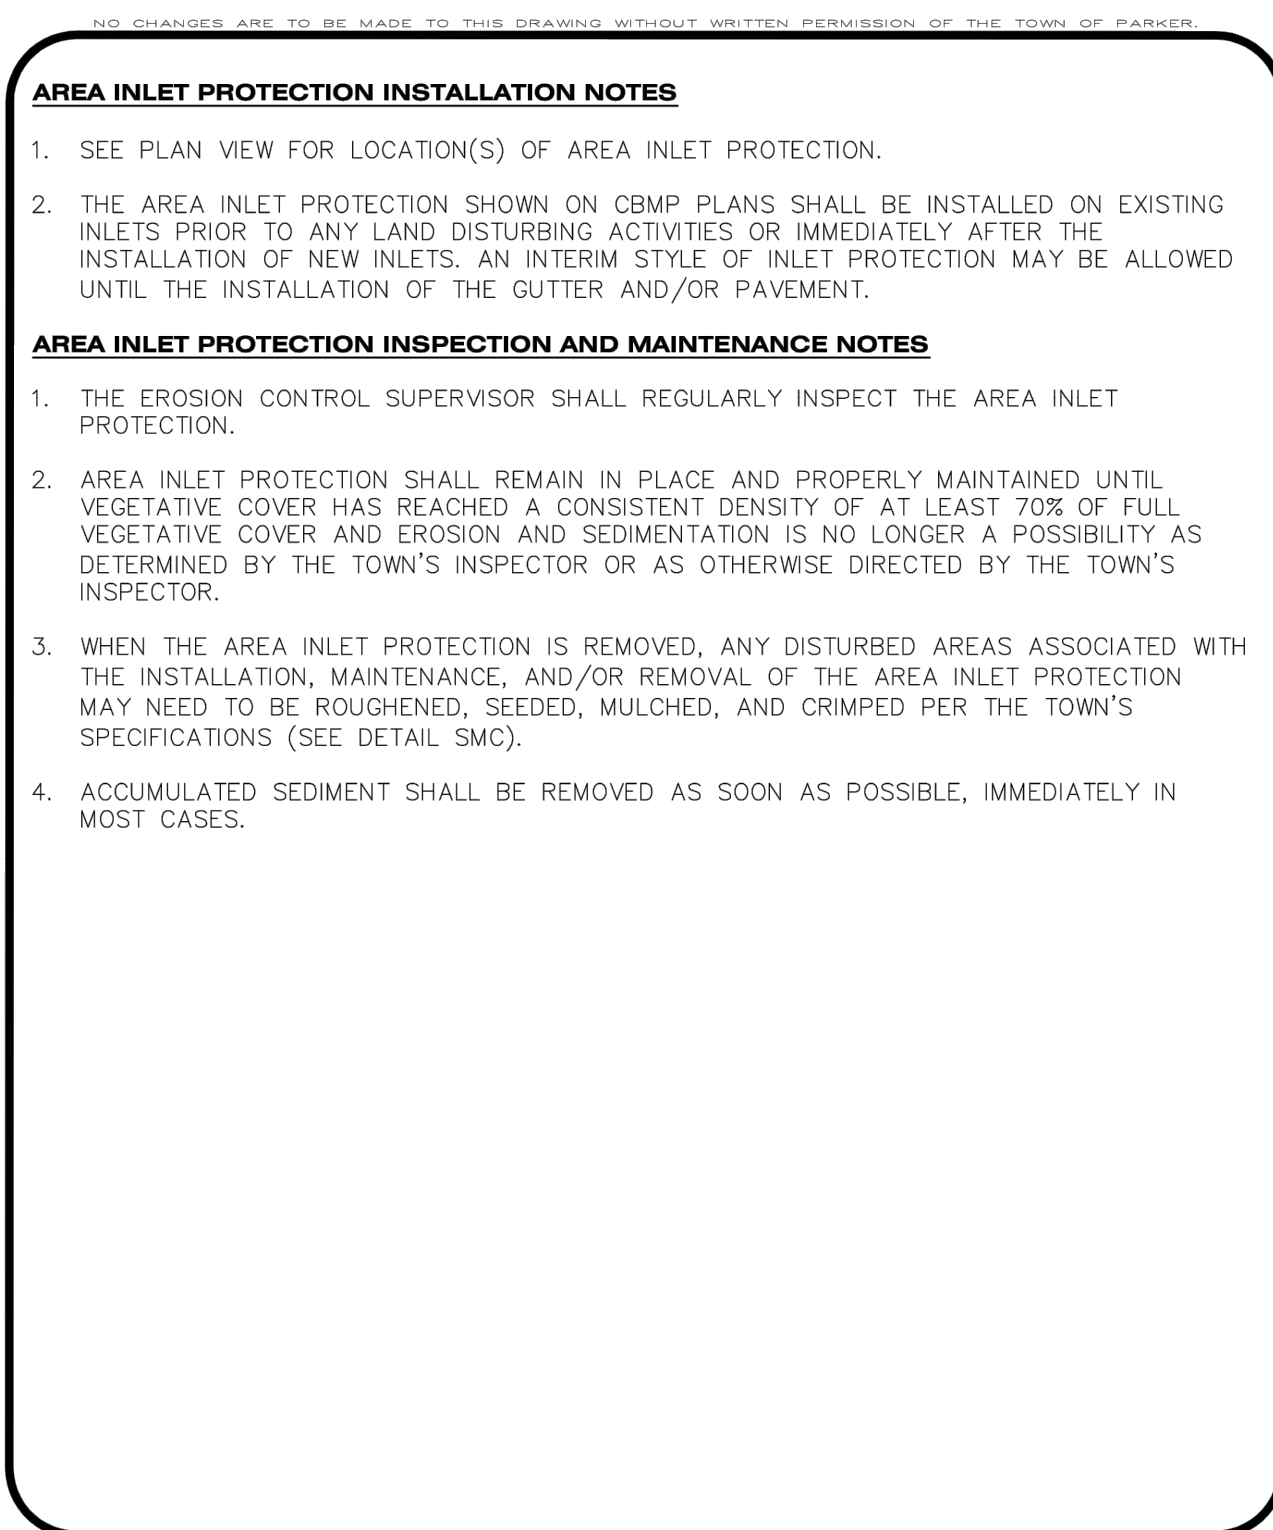 NO CHANGES ARE TO BE MADE TO THIS DRAWING WITHOUT WRITTEN PERMISSION OF THE TOWN OF PARKER.
AREA INLET PROTECTION INSTALLATION NOTES
1. SEE PLAN VIEW FOR LOCATION(S) OF AREA INLET PROTECTION.
2. THE AREA INLET PROTECTION SHOWN ON CBMP PLANS SHALL BE INSTALLED ON EXISTING
INLETS PRIOR TO ANY LAND DISTURBING ACTIVITIES OR IMMEDIATELY AFTER THE
INSTALLATION OF NEW INLETS. AN INTERIM STYLE OF INLET PROTECTION MAY BE ALLOWED
UNTIL THE INSTALLATION OF THE GUTTER AND/OR PAVEMENT.
AREA INLET PROTECTION INSPECTION AND MAINTENANCE NOTES
1. THE EROSION CONTROL SUPERVISOR SHALL REGULARLY INSPECT THE AREA INLET
PROTECTION.
2. AREA INLET PROTECTION SHALL REMAIN IN PLACE AND PROPERLY MAINTAINED UNTIL
VEGETATIVE COVER HAS REACHED A CONSISTENT DENSITY OF AT LEAST 70% OF FULL
VEGETATIVE COVER AND EROSION AND SEDIMENTATION IS NO LONGER A POSSIBILITY AS
DETERMINED BY THE TOWN'S INSPECTOR OR AS OTHERWISE DIRECTED BY THE TOWN'S
INSPECTOR.
3. WHEN THE AREA INLET PROTECTION IS REMOVED, ANY DISTURBED AREAS ASSOCIATED WITH
THE INSTALLATION, MAINTENANCE, AND/OR REMOVAL OF THE AREA INLET PROTECTION
MAY NEED TO BE ROUGHENED, SEEDED, MULCHED, AND CRIMPED PER THE TOWN'S
SPECIFICATIONS (SEE DETAIL SMC).
4. ACCUMULATED SEDIMENT SHALL BE REMOVED AS SOON AS POSSIBLE, IMMEDIATELY IN
MOST CASES.